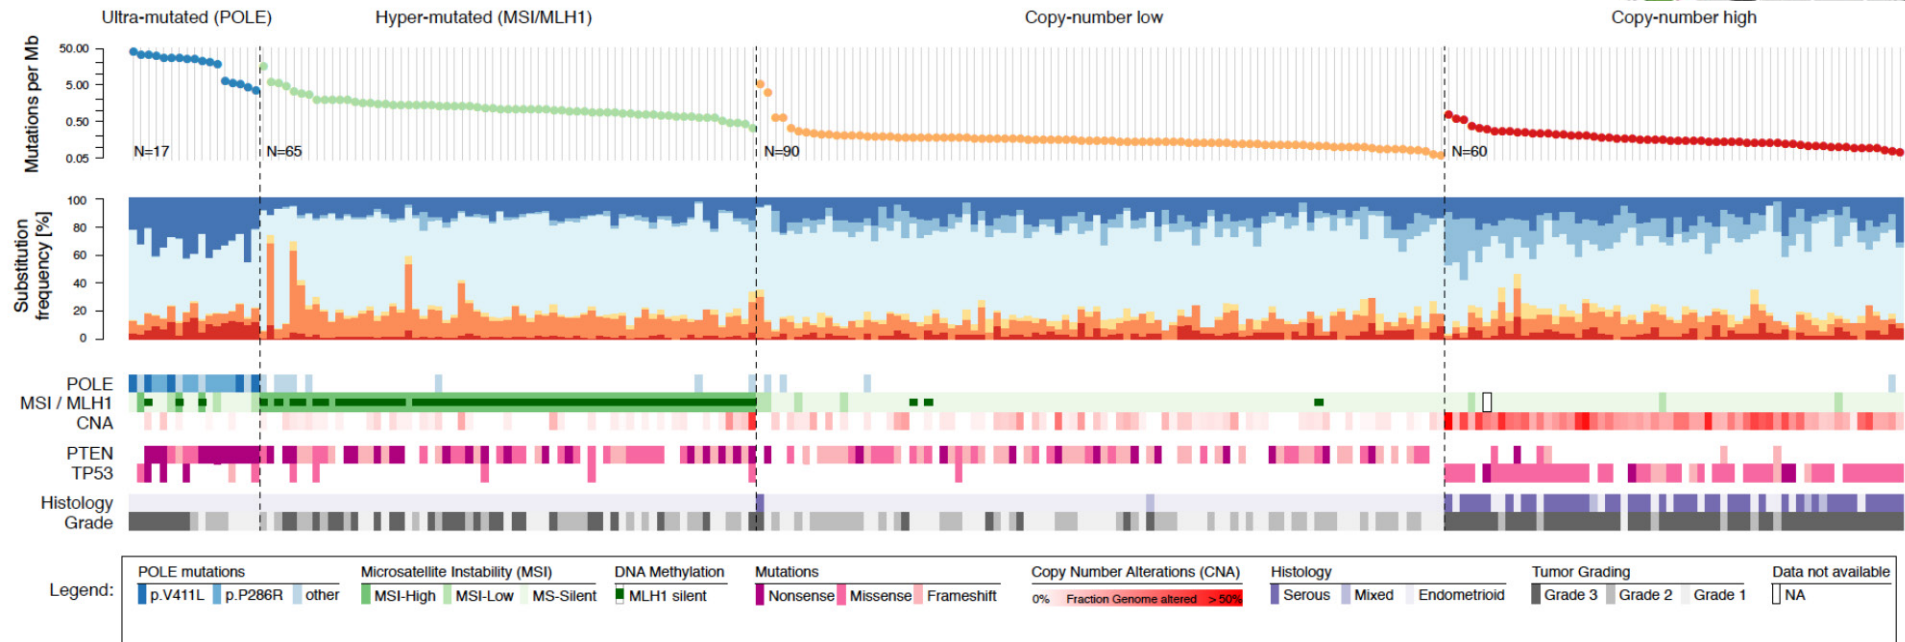 Ultra-mutated (POLE) Hyper-mutated (MSI/MLH1) Copy-number low Copy-number high
Mutations per Mb
50.00
5.00
0.50
0.05
N=17 N=65 N=90 N=60
Substitution
frequency [%]
100
80
60
40
20
0
POLE
MSI / MLH1
CNA
PTEN
TP53
Histology
Grade
Legend:
POLE mutations
p.V411L p.P286R other
Microsatellite Instability (MSI)
MSI-High MSI-Low MS-Silent
DNA Methylation
MLH1 silent
Mutations
Nonsense Missense Frameshift
Copy Number Alterations (CNA)
0% Fraction Genome altered > 50%
Histology
Serous Mixed Endometrioid
Tumor Grading
Grade 3 Grade 2 Grade 1
Data not available
NA